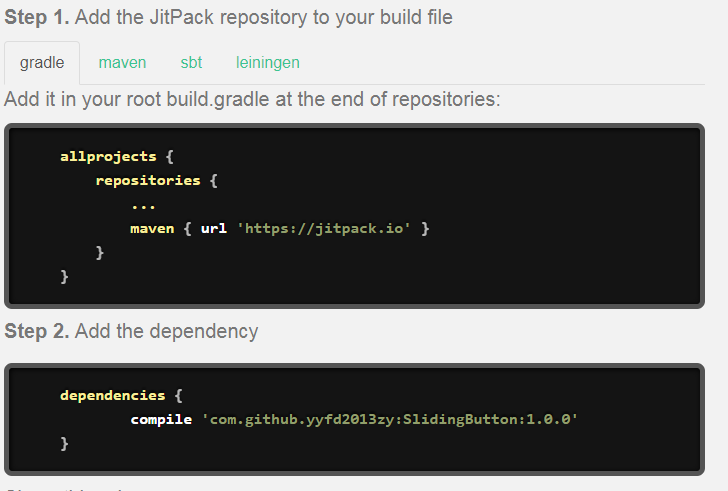 Step 1. Add the JitPack repository to your build file
gradle maven sbt leiningen
Add it in your root build.gradle at the end of repositories:
allprojects {
repositories {
...
maven { url 'https://jitpack.io' }
}
}
Step 2. Add the dependency
dependencies {
compile 'com.github.yyfd2013zy:SlidingButton:1.0.0'
}